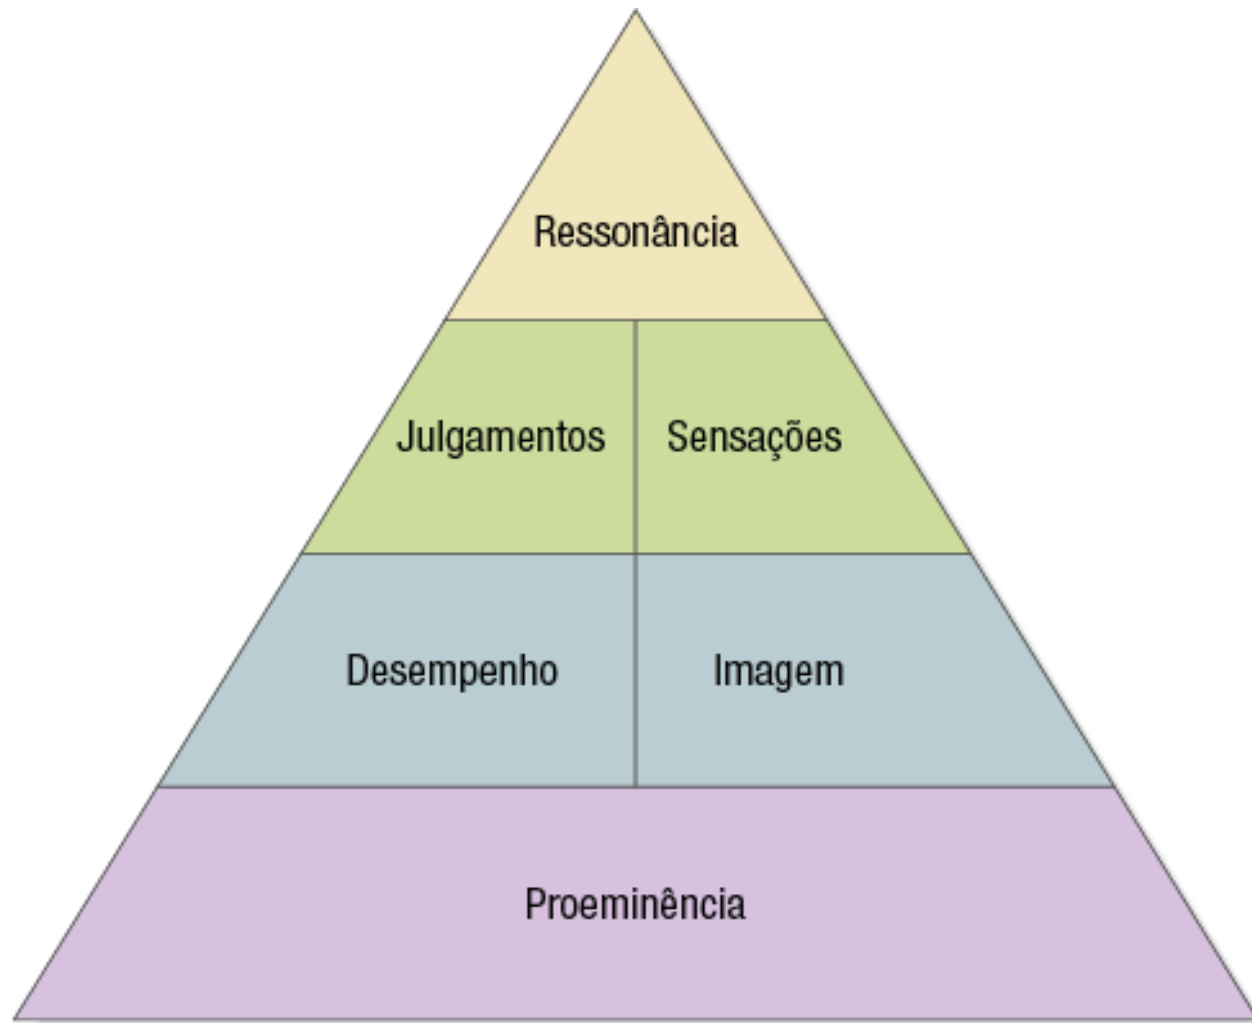 Ressonância
Julgamentos
Sensações
Desempenho
Imagem
Proeminência